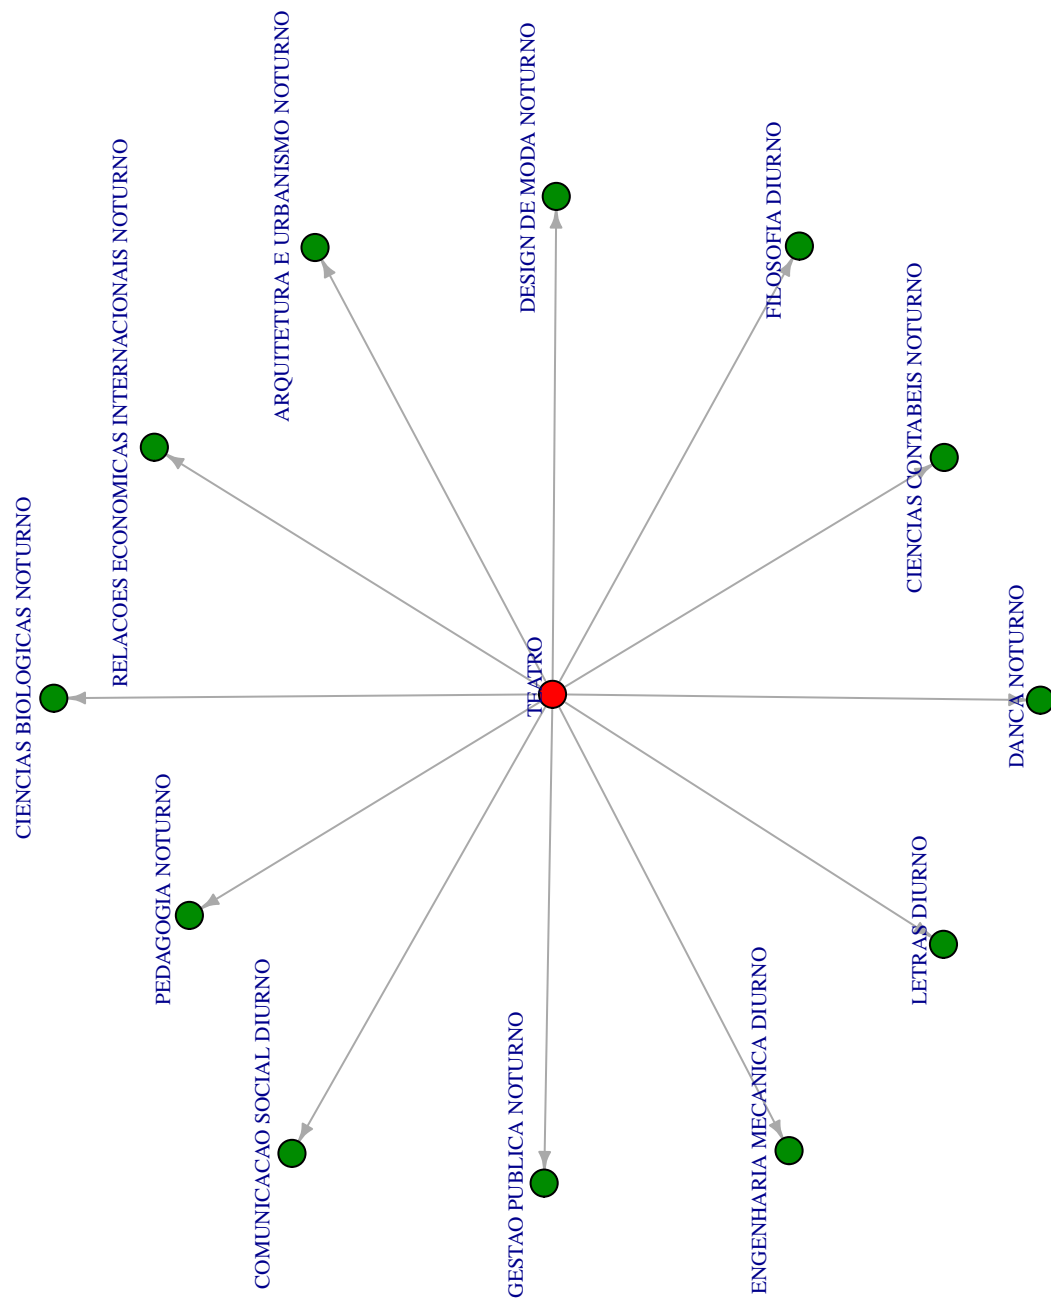 CIENCIAS BIOLOGICAS NOTURNO
RELACOES ECONOMICAS INTERNACIONAIS NOTURNO
PEDAGOGIA NOTURNO
COMUNICACAO SOCIAL DIURNO
ARQUITETURA E URBANISMO NOTURNO
GESTAO PUBLICA NOTURNO
DESIGN DE MODA NOTURNO
TEATRO
ENGENHARIA MECANICA DIURNO
FILOSOFIA DIURNO
CIENCIAS CONTABEIS NOTURNO
LETRAS DIURNO
DANCA NOTURNO